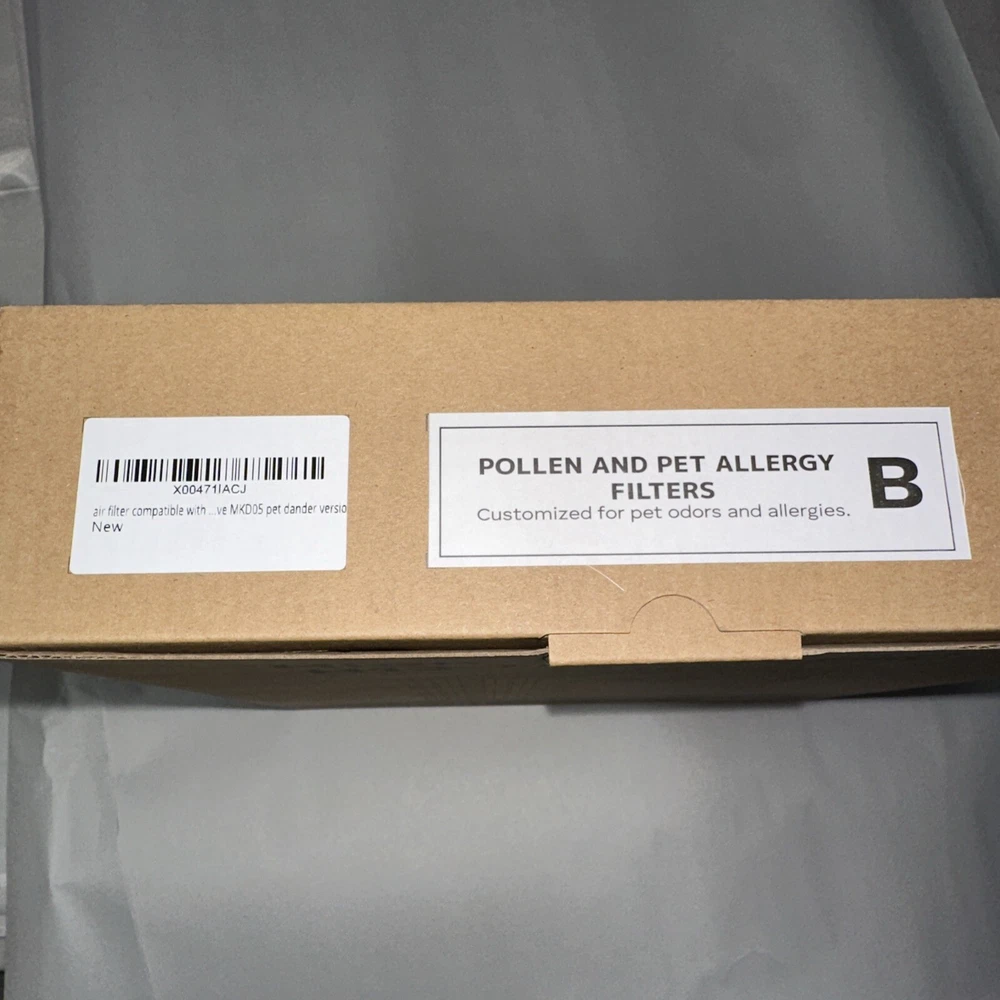 X00471IACJ
air filter compatible with ...ve MKD05 pet dander versio
New
POLLEN AND PET ALLERGY
FILTERS
Customized for pet odors and allergies.
B